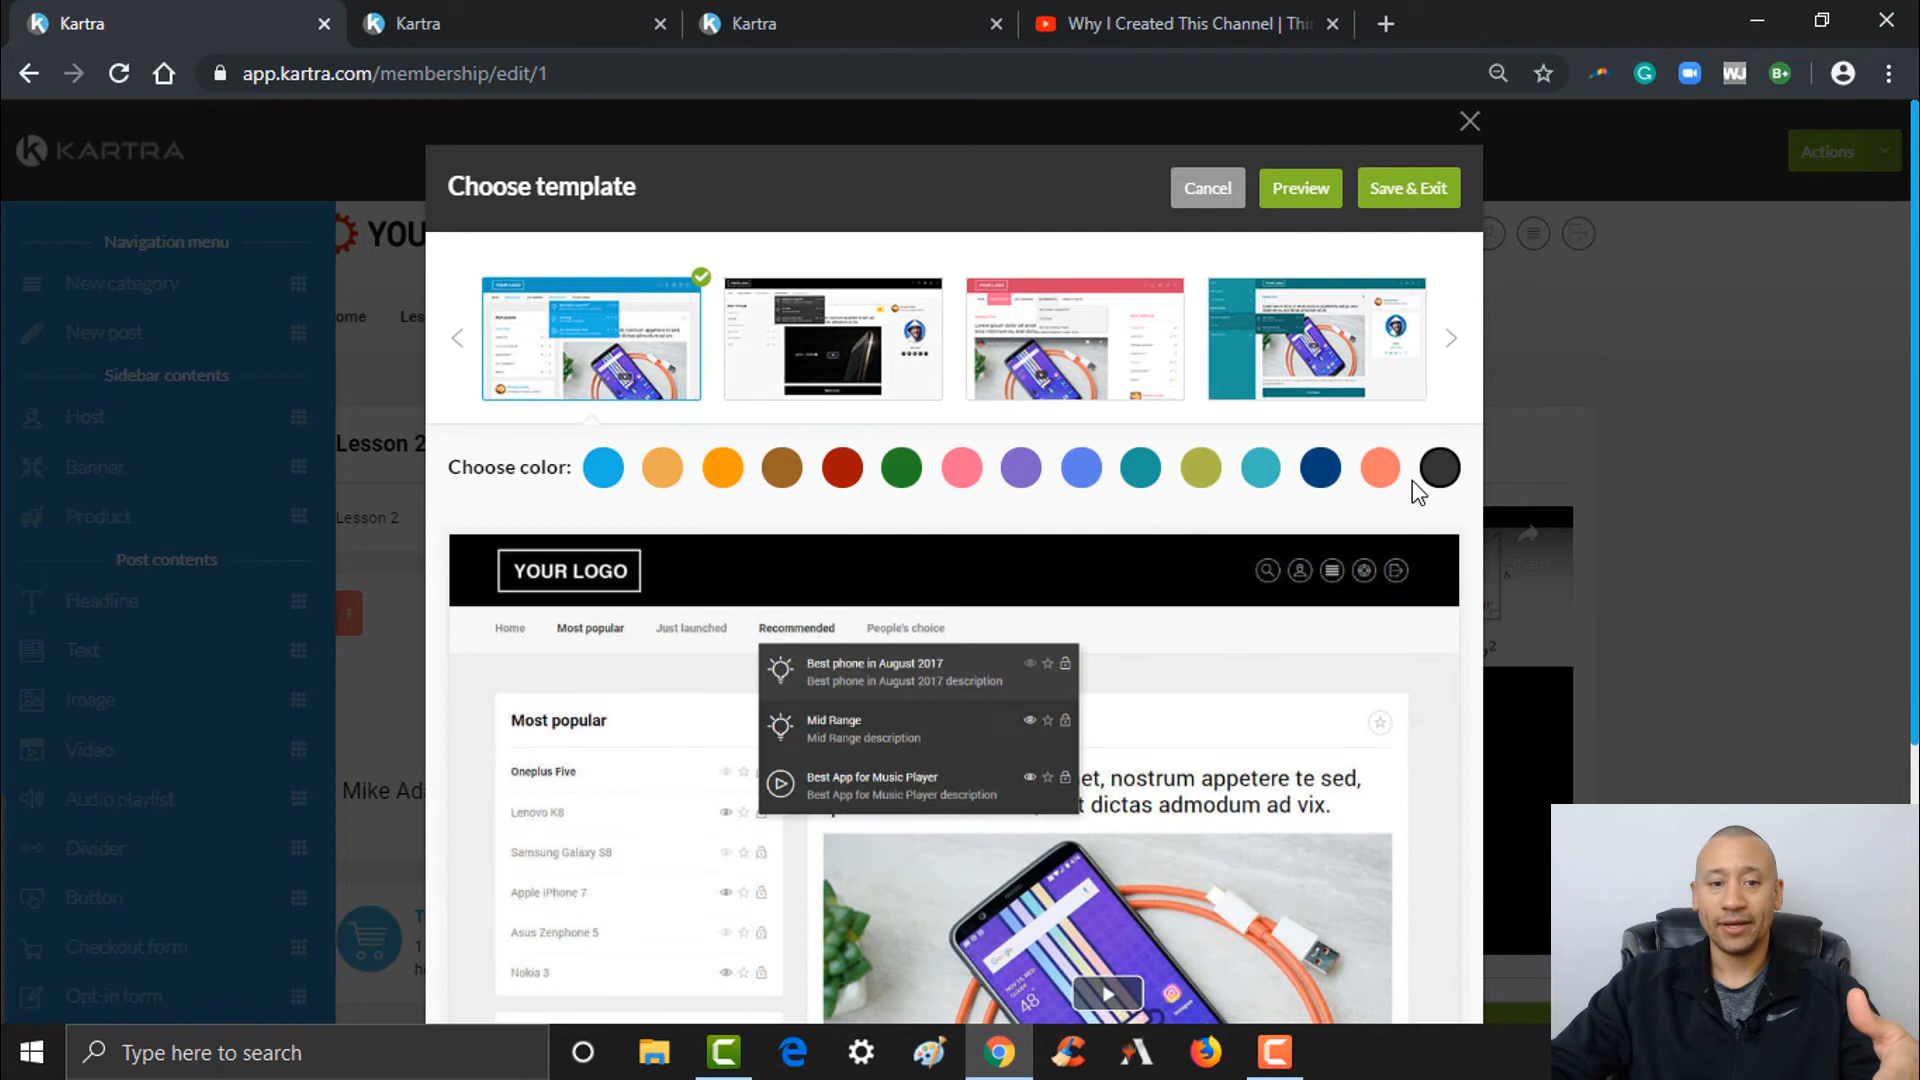 Kartra
Kartra
Kartra
Why I Created This Channel | Thi
app.kartra.com/membership/edit/1
KARTRA
Actions
Choose template
Cancel
Preview
Save & Exit
Navigation menu
New category
New post
Sidebar contents
Host
Banner
Product
Post contents
Headline
Text
Image
Video
Audio playlist
Divider
Button
Checkout form
Opt-in form
YOU
ome
Les
Lesson 2
Lesson 2
Mike Ada
Share
Choose color:
YOUR LOGO
Home
Most popular
Just launched
Recommended
People's choice
Best phone in August 2017
Best phone in August 2017 description
Mid Range
Mid Range description
Best App for Music Player
Best App for Music Player description
Most popular
Oneplus Five
Lenovo K8
Samsung Galaxy S8
Apple iPhone 7
Asus Zenphone 5
Nokia 3
et, nostrum appetere te sed,
t dictas admodum ad vix.
Google
48
Type here to search